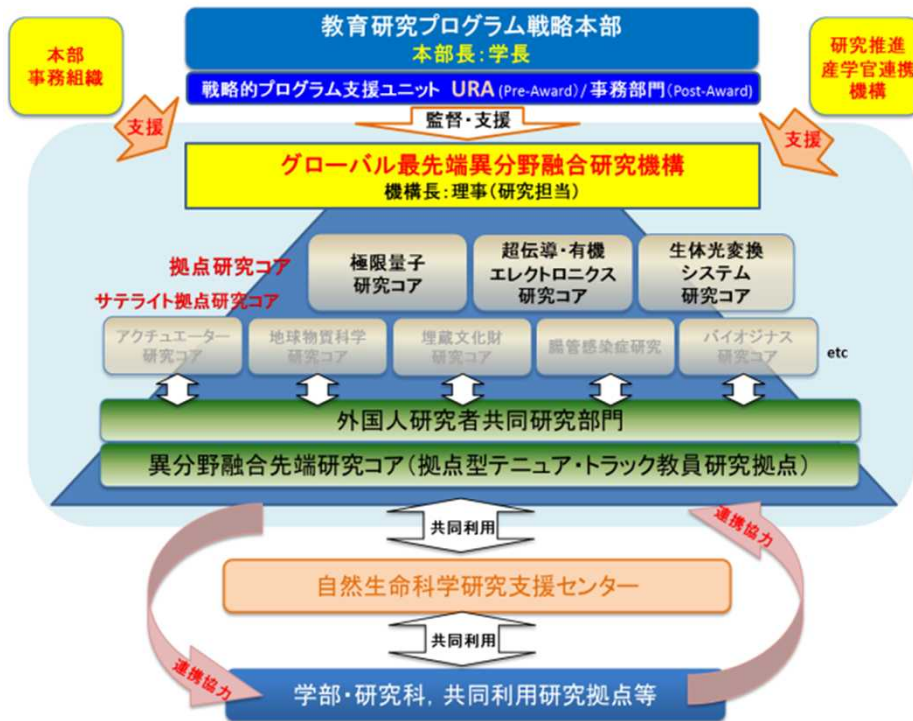 教育研究プログラム戦略本部
本部長:学長
本部
事務組織
研究推進
産学官連携
機構
戦略的プログラム支援ユニット URA (Pre-Award) / 事務部門 (Post-Award)
支援
監督・支援
支援
グローバル最先端異分野融合研究機構
機構長:理事(研究担当)
拠点研究コア
極限量子
研究コア
超伝導・有機
エレクトロニクス
研究コア
生体光変換
システム
研究コア
サテライト拠点研究コア
アクチュエーター
研究コア
地球物質科学
研究コア
埋蔵文化財
研究コア
腸管感染症研究
バイオジナス
研究コア
etc
外国人研究者共同研究部門
異分野融合先端研究コア(拠点型テニュア・トラック教員研究拠点)
共同利用
連携協力
自然生命科学研究支援センター
共同利用
連携協力
学部・研究科, 共同利用研究拠点等